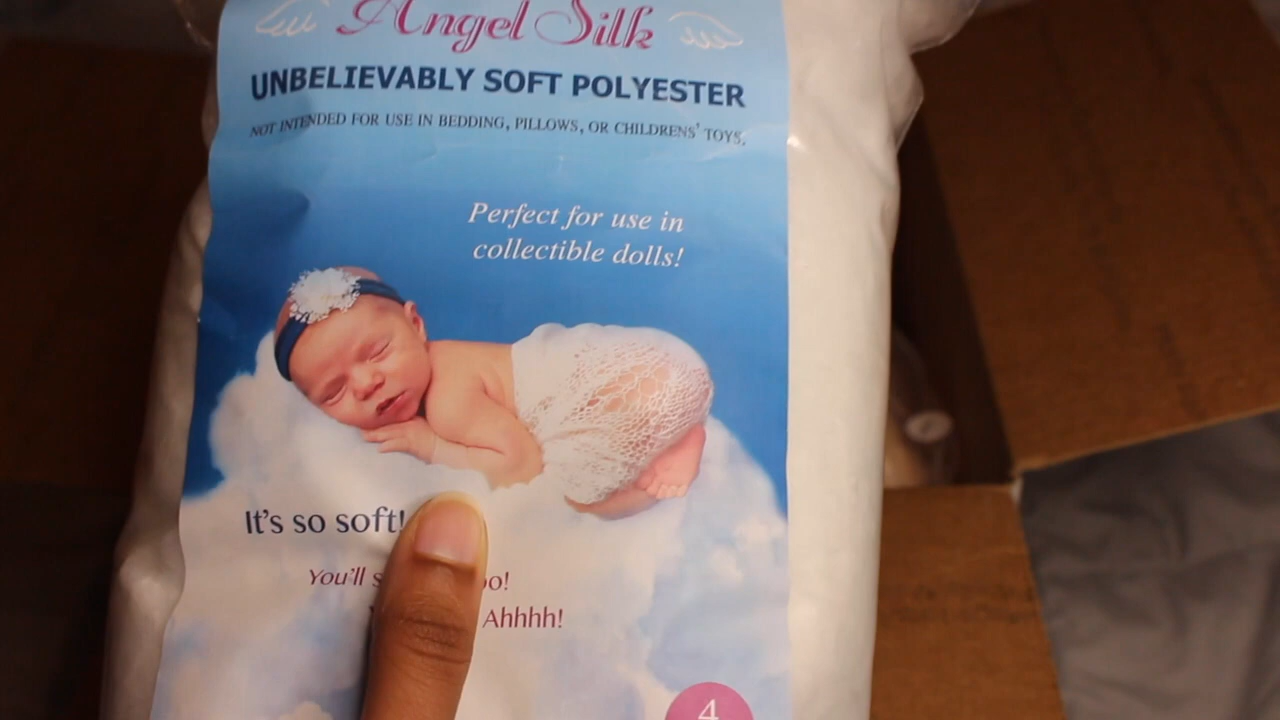 Angel Silk
UNBELIEVABLY SOFT POLYESTER
NOT INTENDED FOR USE IN BEDDING, PILLOWS, OR CHILDRENS' TOYS.
Perfect for use in
collectible dolls!
It's so soft!
You'll
Ahhhh!
4